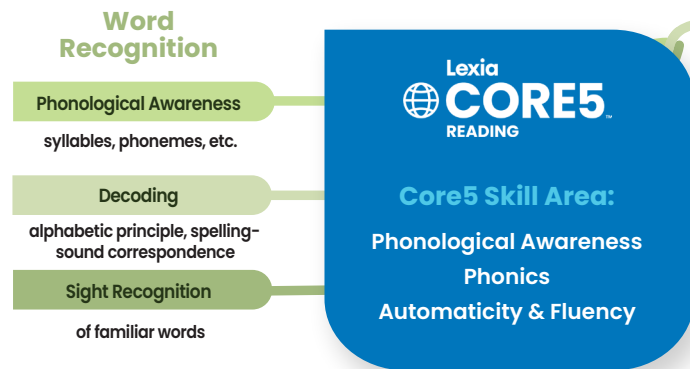 Word
Recognition
Phonological Awareness
syllables, phonemes, etc.
Decoding
alphabetic principle, spelling-
sound correspondence
Sight Recognition
of familiar words
Lexia
CORE5™
READING
Core5 Skill Area:
Phonological Awareness
Phonics
Automaticity & Fluency